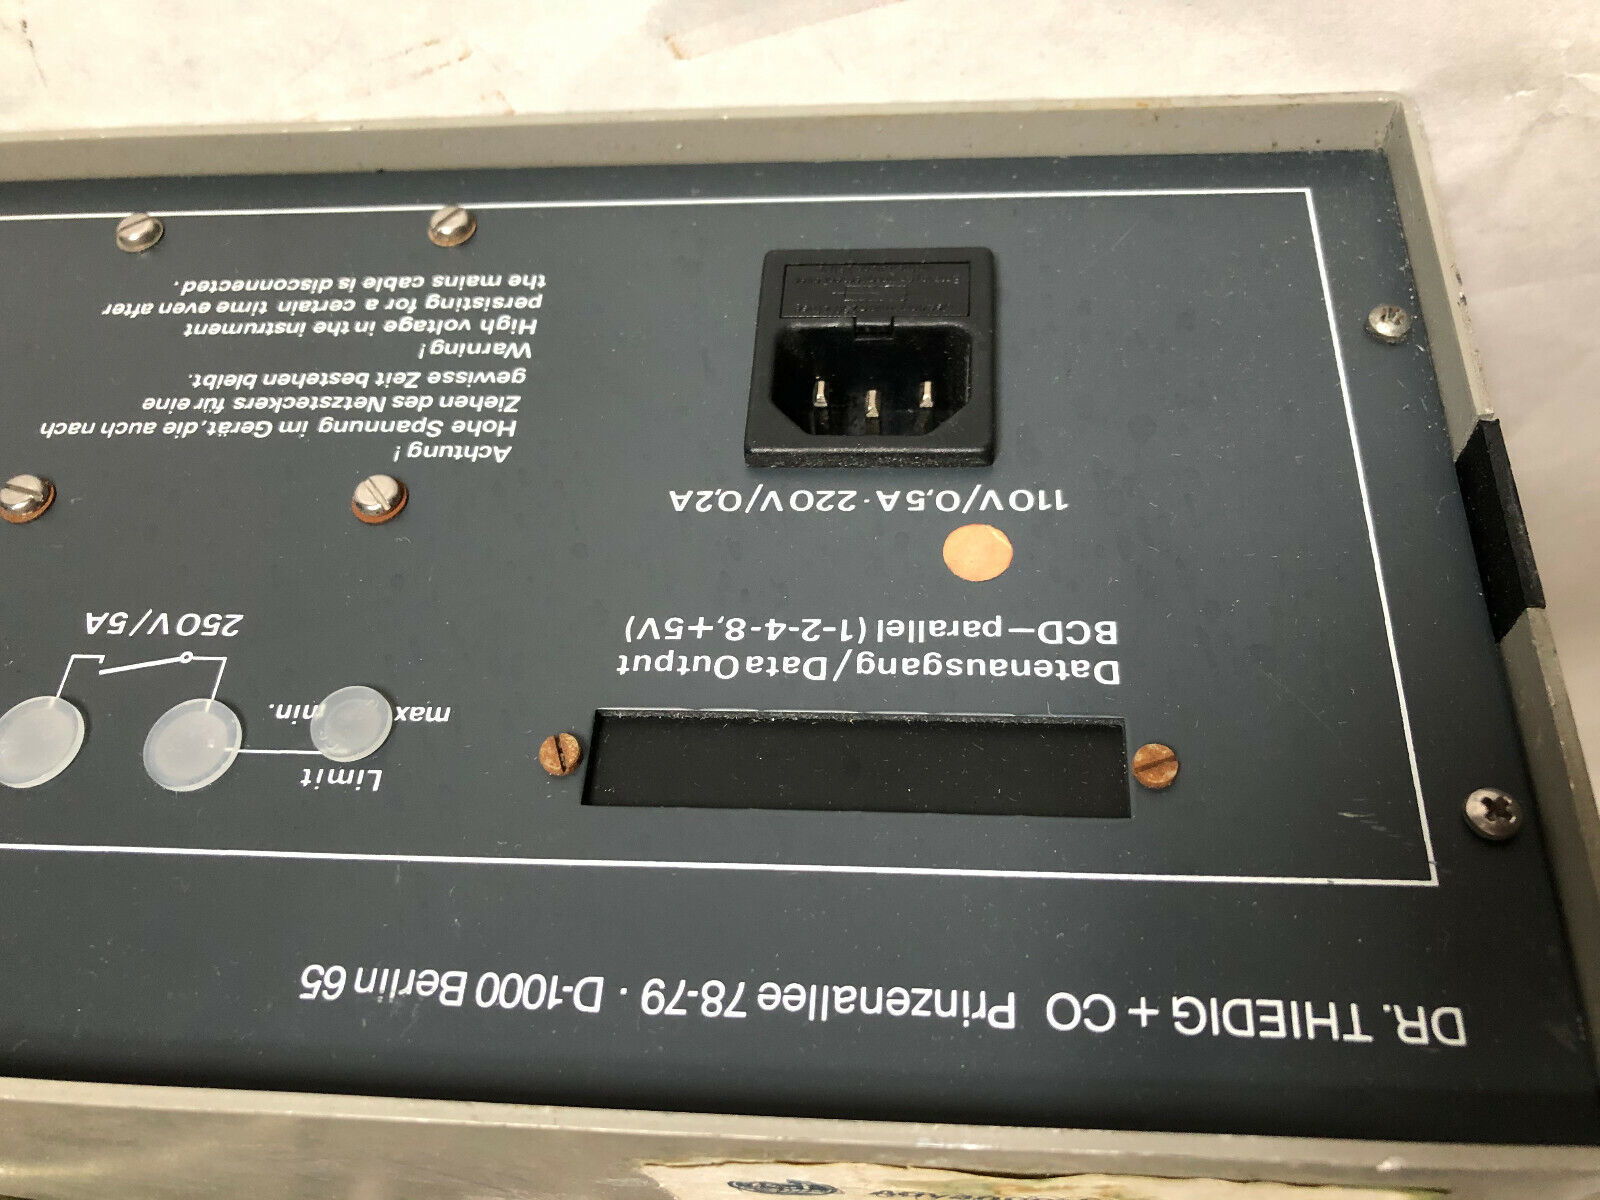 DR. THIEDIG + CO Prinzenallee 78-79 · D-1000 Berlin 65
Limit
max min.
250V/5A
Datenausgang/Data Output
BCD-parallel (1-2-4-8,+5V)
110V/0,5A·220V/0,2A
Achtung!
Hohe Spannung im Gerät, die auch nach
Ziehen des Netzsteckers für eine
gewisse Zeit bestehen bleibt.
Warning!
High voltage in the instrument
persisting for a certain time even after
the mains cable is disconnected.